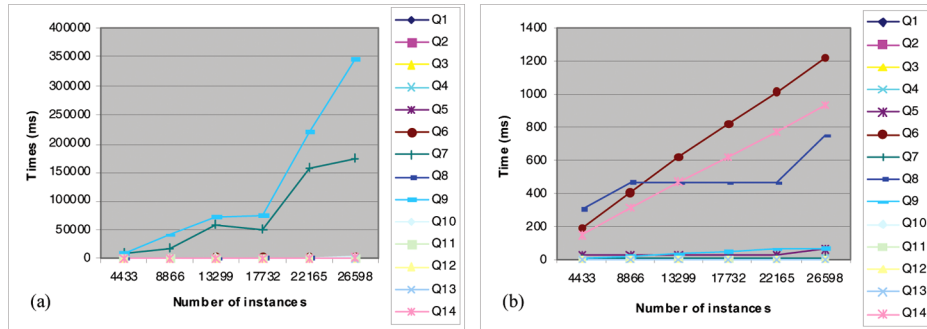 400000
350000
300000
250000
200000
150000
100000
50000
0
Times (ms)
4433 8866 13299 17732 22165 26598
Number of instances
(a)
Q1
Q2
Q3
Q4
Q5
Q6
Q7
Q8
Q9
Q10
Q11
Q12
Q13
Q14
1400
1200
1000
800
600
400
200
0
Time (ms)
4433 8866 13299 17732 22165 26598
Number of instances
(b)
Q1
Q2
Q3
Q4
Q5
Q6
Q7
Q8
Q9
Q10
Q11
Q12
Q13
Q14